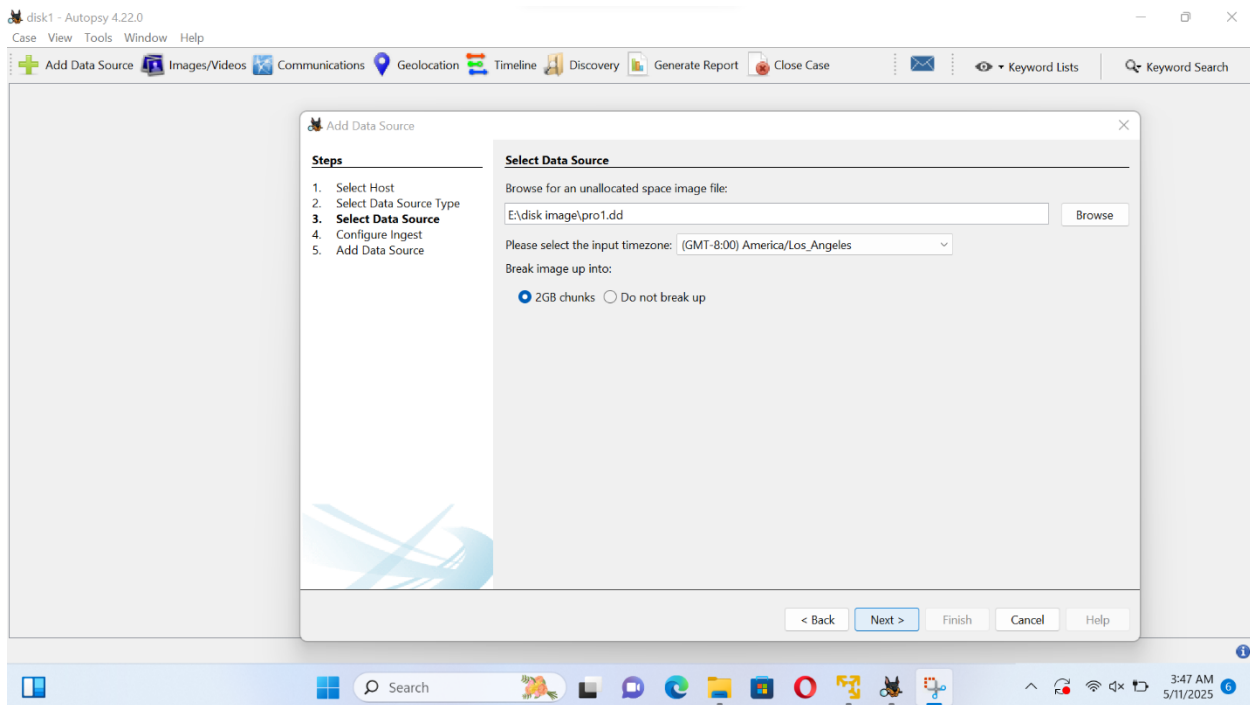 disk1 - Autopsy 4.22.0
Case View Tools Window Help
Add Data Source Images/Videos Communications Geolocation Timeline Discovery Generate Report Close Case Keyword Lists Keyword Search
Add Data Source
Steps
1. Select Host
2. Select Data Source Type
3. Select Data Source
4. Configure Ingest
5. Add Data Source
Select Data Source
Browse for an unallocated space image file:
E:\disk image\pro1.dd Browse
Please select the input timezone: (GMT-8:00) America/Los_Angeles
Break image up into:
2GB chunks Do not break up
< Back Next > Finish Cancel Help
Search
3:47 AM
5/11/2025
6